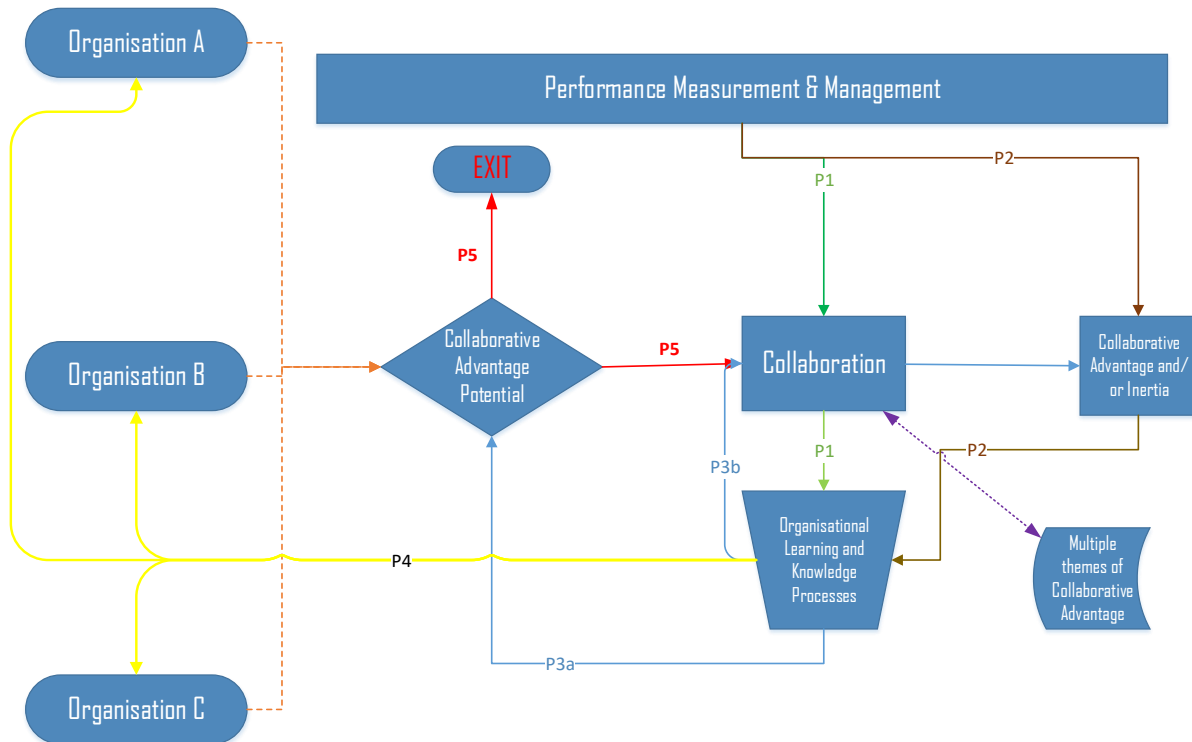 Organisation A
Performance Measurement & Management
EXIT
P2
P1
P5
Collaborative
Advantage
Potential
P5
Organisation B
Collaboration
Collaborative
Advantage and/
or Inertia
P1
P2
P3b
Organisational
Learning and
Knowledge
Processes
Multiple
themes of
Collaborative
Advantage
P4
P3a
Organisation C